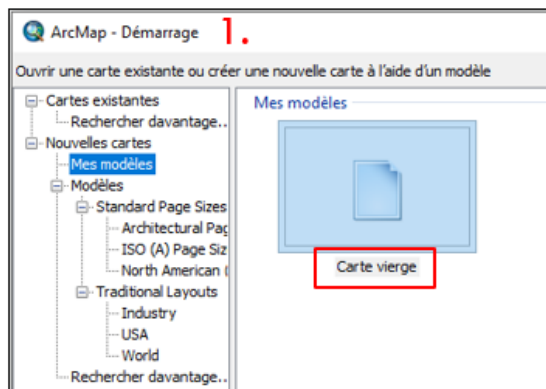 ArcMap - Démarrage 1.
Ouvrir une carte existante ou créer une nouvelle carte à l'aide d'un modèle
Cartes existantes
Rechercher davantage..
Nouvelles cartes
Mes modèles
Modèles
Standard Page Sizes
Architectural Pag
ISO (A) Page Siz
North American
Traditional Layouts
Industry
USA
World
Rechercher davantage..
Mes modèles
Carte vierge